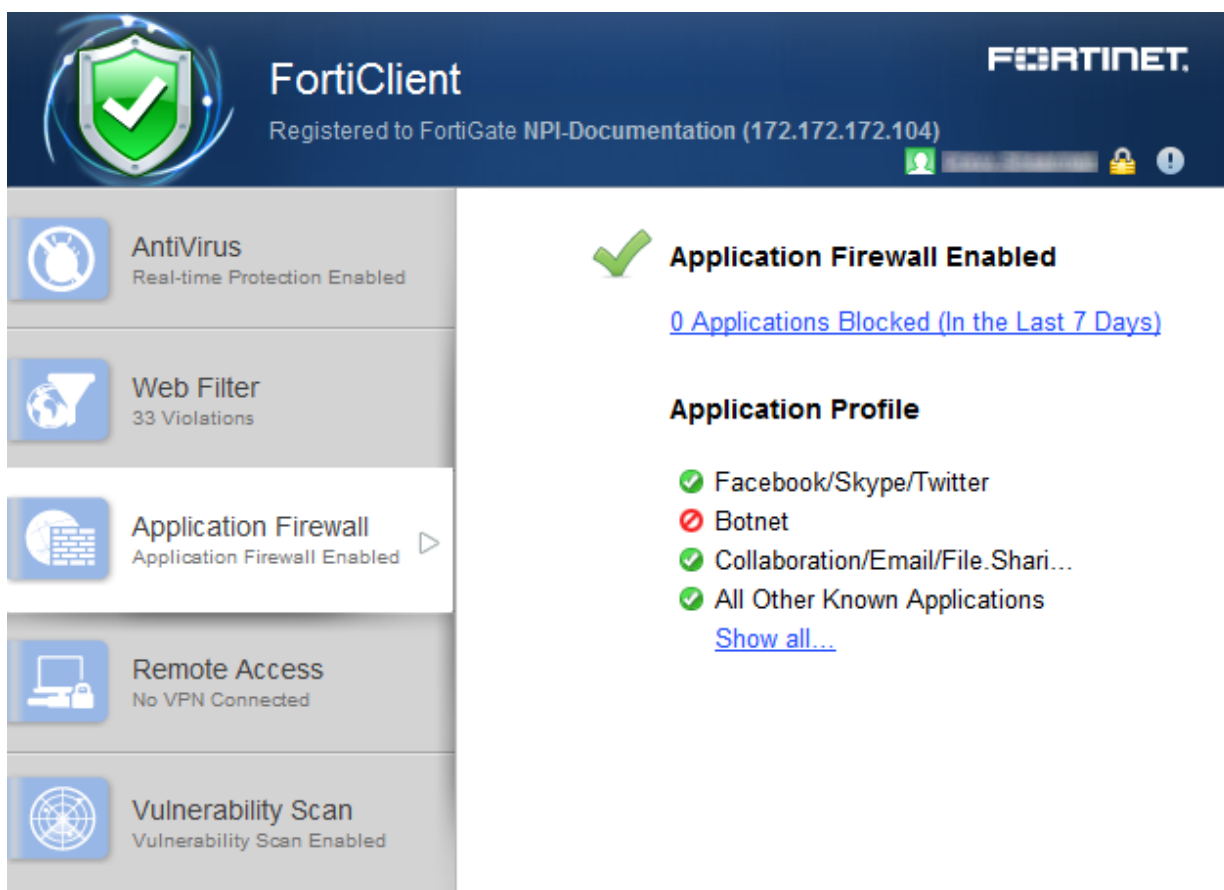 FortiClient
FORTINET.
Registered to FortiGate NPI-Documentation (172.172.172.104)
AntiVirus
Real-time Protection Enabled
Web Filter
33 Violations
Application Firewall
Application Firewall Enabled
Remote Access
No VPN Connected
Vulnerability Scan
Vulnerability Scan Enabled
Application Firewall Enabled
0 Applications Blocked (In the Last 7 Days)
Application Profile
Facebook/Skype/Twitter
Botnet
Collaboration/Email/File.Shari...
All Other Known Applications
Show all...